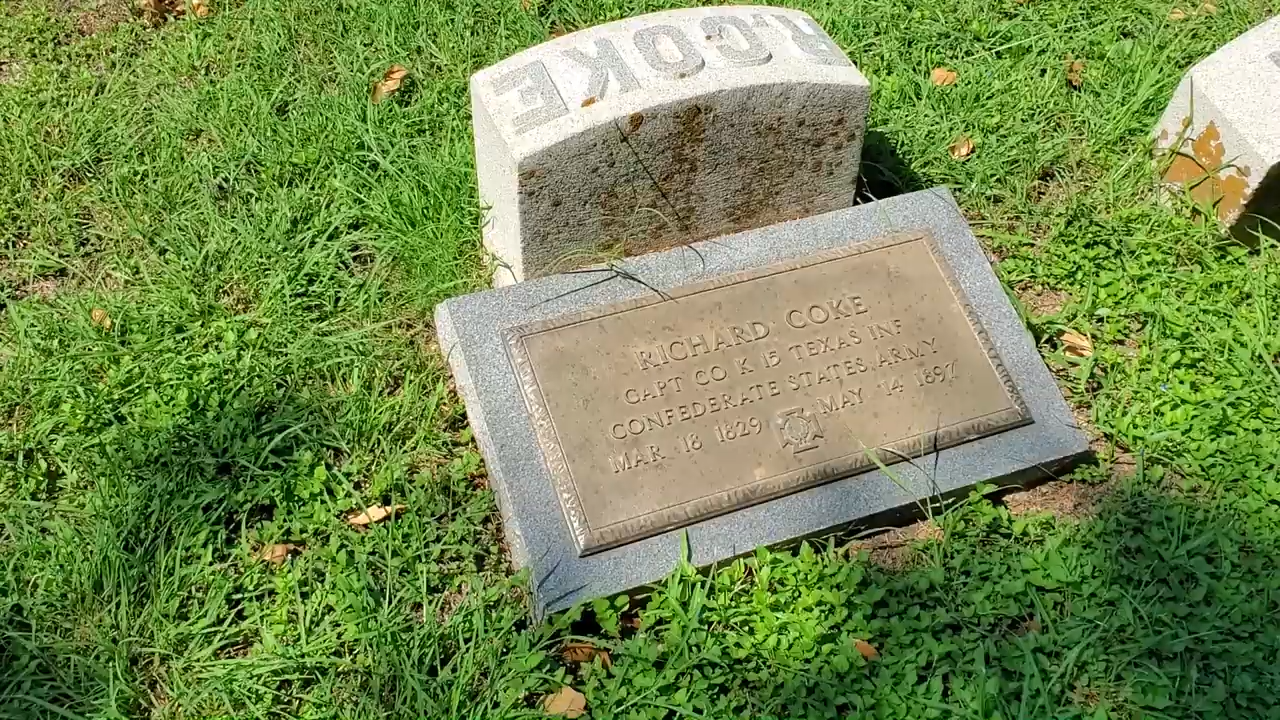 R. COKE
RICHARD COKE
CAPT CO K 15 TEXAS INF
CONFEDERATE STATES ARMY
MAR 18 1829 MAY 14 1897